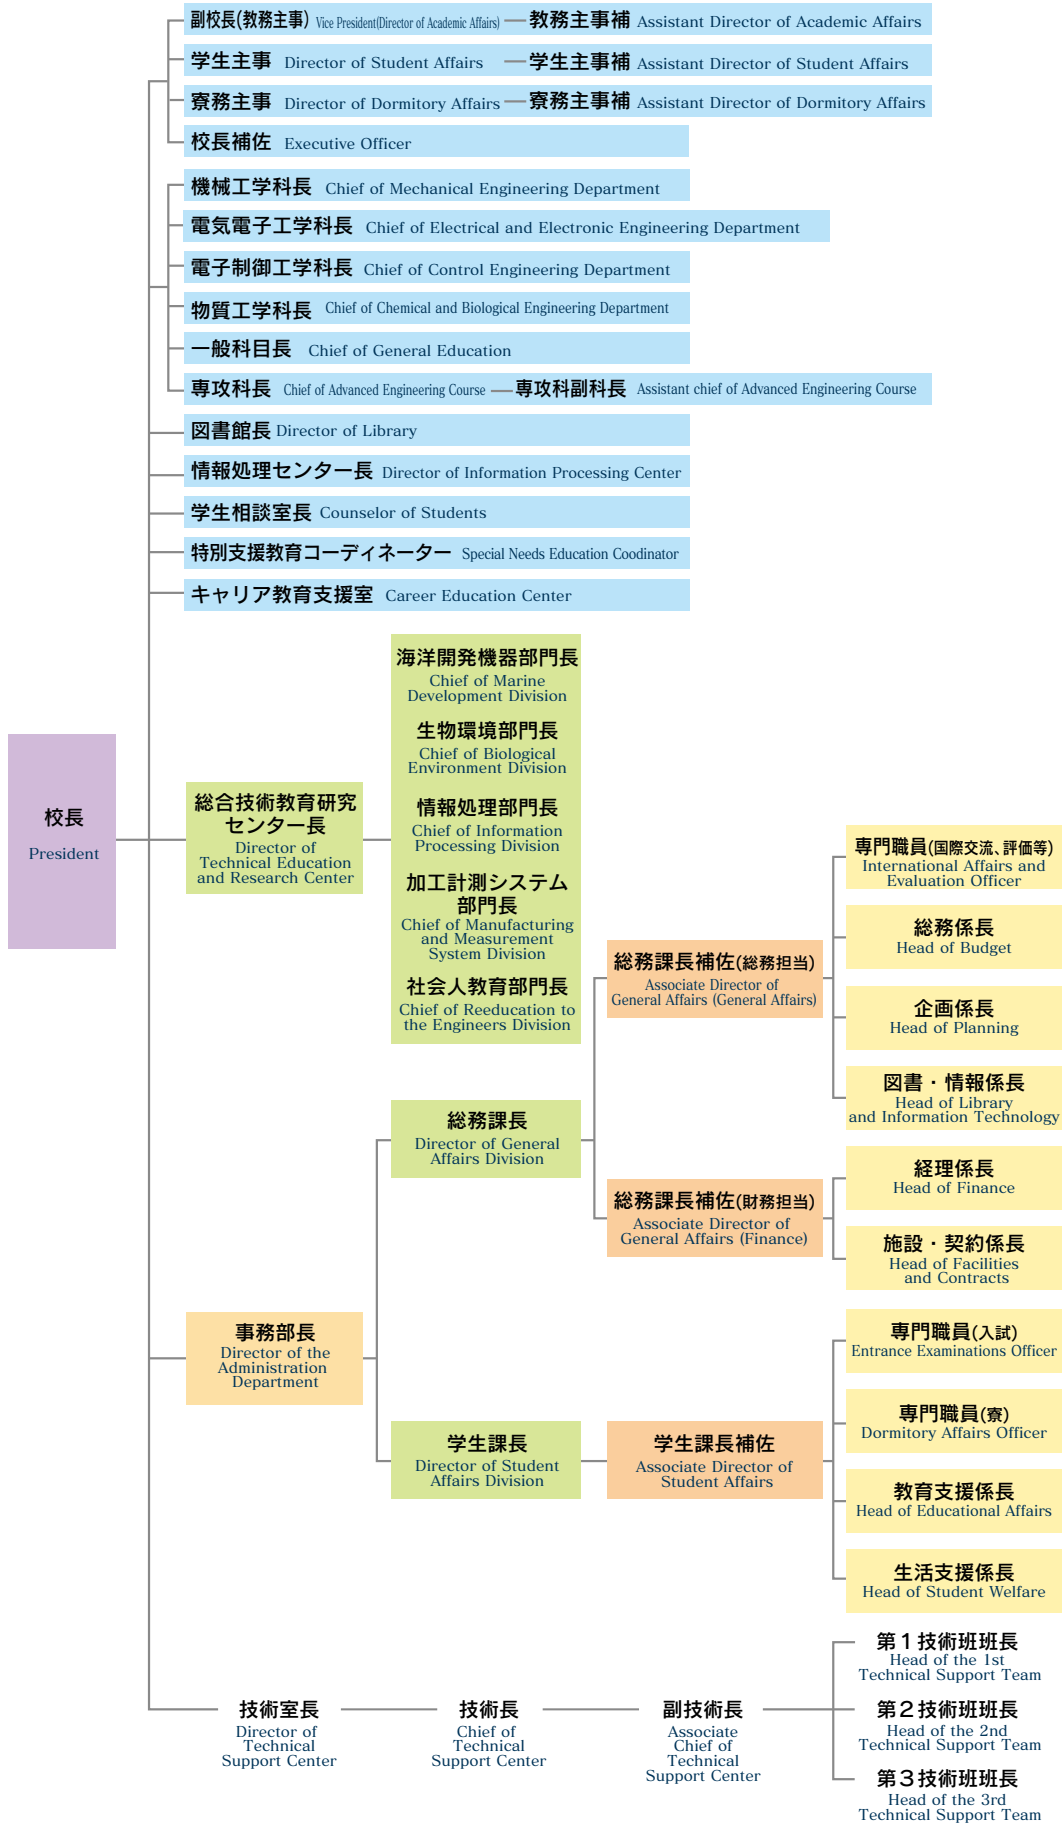 副校長(教務主事) Vice President(Director of Academic Affairs) 教務主事補 Assistant Director of Academic Affairs
学生主事 Director of Student Affairs 学生主事補 Assistant Director of Student Affairs
寮務主事 Director of Dormitory Affairs 寮務主事補 Assistant Director of Dormitory Affairs
校長補佐 Executive Officer
機械工学科長 Chief of Mechanical Engineering Department
電気電子工学科長 Chief of Electrical and Electronic Engineering Department
電子制御工学科長 Chief of Control Engineering Department
物質工学科長 Chief of Chemical and Biological Engineering Department
一般科目長 Chief of General Education
専攻科長 Chief of Advanced Engineering Course 専攻科副科長 Assistant chief of Advanced Engineering Course
図書館長 Director of Library
情報処理センター長 Director of Information Processing Center
学生相談室長 Counselor of Students
特別支援教育コーディネーター Special Needs Education Coodinator
キャリア教育支援室 Career Education Center
校長
President
総合技術教育研究
センター長
Director of
Technical Education
and Research Center
海洋開発機器部門長
Chief of Marine
Development Division
生物環境部門長
Chief of Biological
Environment Division
情報処理部門長
Chief of Information
Processing Division
加工計測システム
部門長
Chief of Manufacturing
and Measurement
System Division
社会人教育部門長
Chief of Reeducation to
the Engineers Division
事務部長
Director of the
Administration
Department
総務課長
Director of General
Affairs Division
総務課長補佐(総務担当)
Associate Director of
General Affairs (General Affairs)
専門職員(国際交流、評価等)
International Affairs and
Evaluation Officer
総務係長
Head of Budget
企画係長
Head of Planning
図書・情報係長
Head of Library
and Information Technology
総務課長補佐(財務担当)
Associate Director of
General Affairs (Finance)
経理係長
Head of Finance
施設・契約係長
Head of Facilities
and Contracts
学生課長
Director of Student
Affairs Division
学生課長補佐
Associate Director of
Student Affairs
専門職員(入試)
Entrance Examinations Officer
専門職員(寮)
Dormitory Affairs Officer
教育支援係長
Head of Educational Affairs
生活支援係長
Head of Student Welfare
技術室長
Director of
Technical
Support Center
技術長
Chief of
Technical
Support Center
副技術長
Associate
Chief of
Technical
Support Center
第１技術班班長
Head of the 1st
Technical Support Team
第２技術班班長
Head of the 2nd
Technical Support Team
第３技術班班長
Head of the 3rd
Technical Support Team